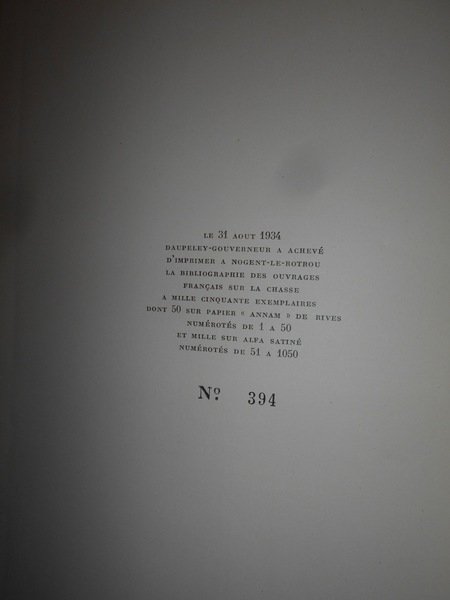 LE 31 AOUT 1934
DAUPELEY-GOUVERNEUR A ACHEVÉ
D'IMPRIMER A NOGENT-LE-ROTROU
LA BIBLIOGRAPHIE DES OUVRAGES
FRANÇAIS SUR LA CHASSE
A MILLE CINQUANTE EXEMPLAIRES
DONT 50 SUR PAPIER « ANNAM » DE RIVES
NUMÉROTÉS DE 1 A 50
ET MILLE SUR ALFA SATINÉ
NUMÉROTÉS DE 51 A 1050
Nº 394